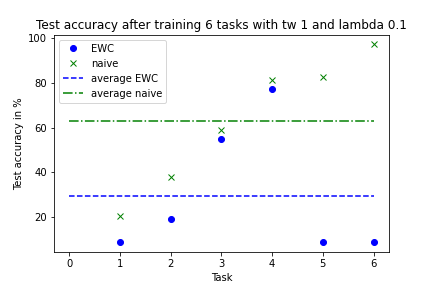 Test accuracy after training 6 tasks with tw 1 and lambda 0.1
100
80
60
40
20
Test accuracy in %
EWC
naive
average EWC
average naive
0 1 2 3 4 5 6
Task